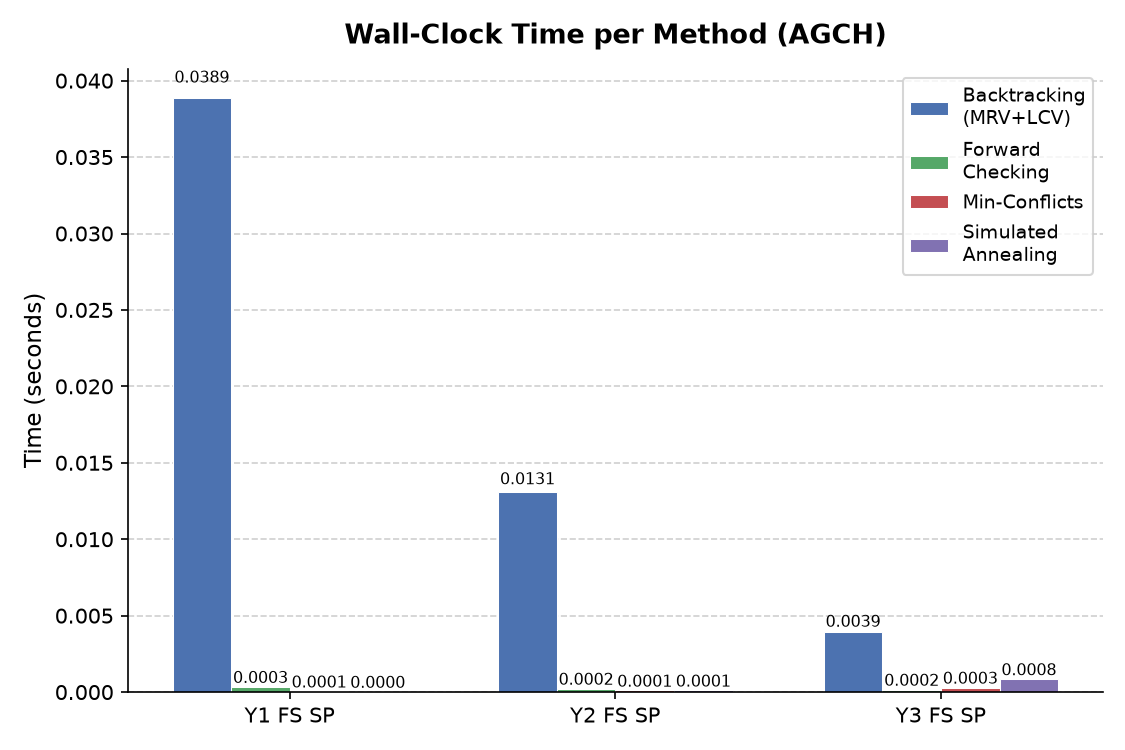 Wall-Clock Time per Method (AGCH)
Time (seconds)
0.040
0.035
0.030
0.025
0.020
0.015
0.010
0.005
0.000
0.0389
0.0003
0.0001
0.0000
0.0131
0.0002
0.0001
0.0001
0.0039
0.0002
0.0003
0.0008
Y1 FS SP
Y2 FS SP
Y3 FS SP
Backtracking
(MRV+LCV)
Forward
Checking
Min-Conflicts
Simulated
Annealing